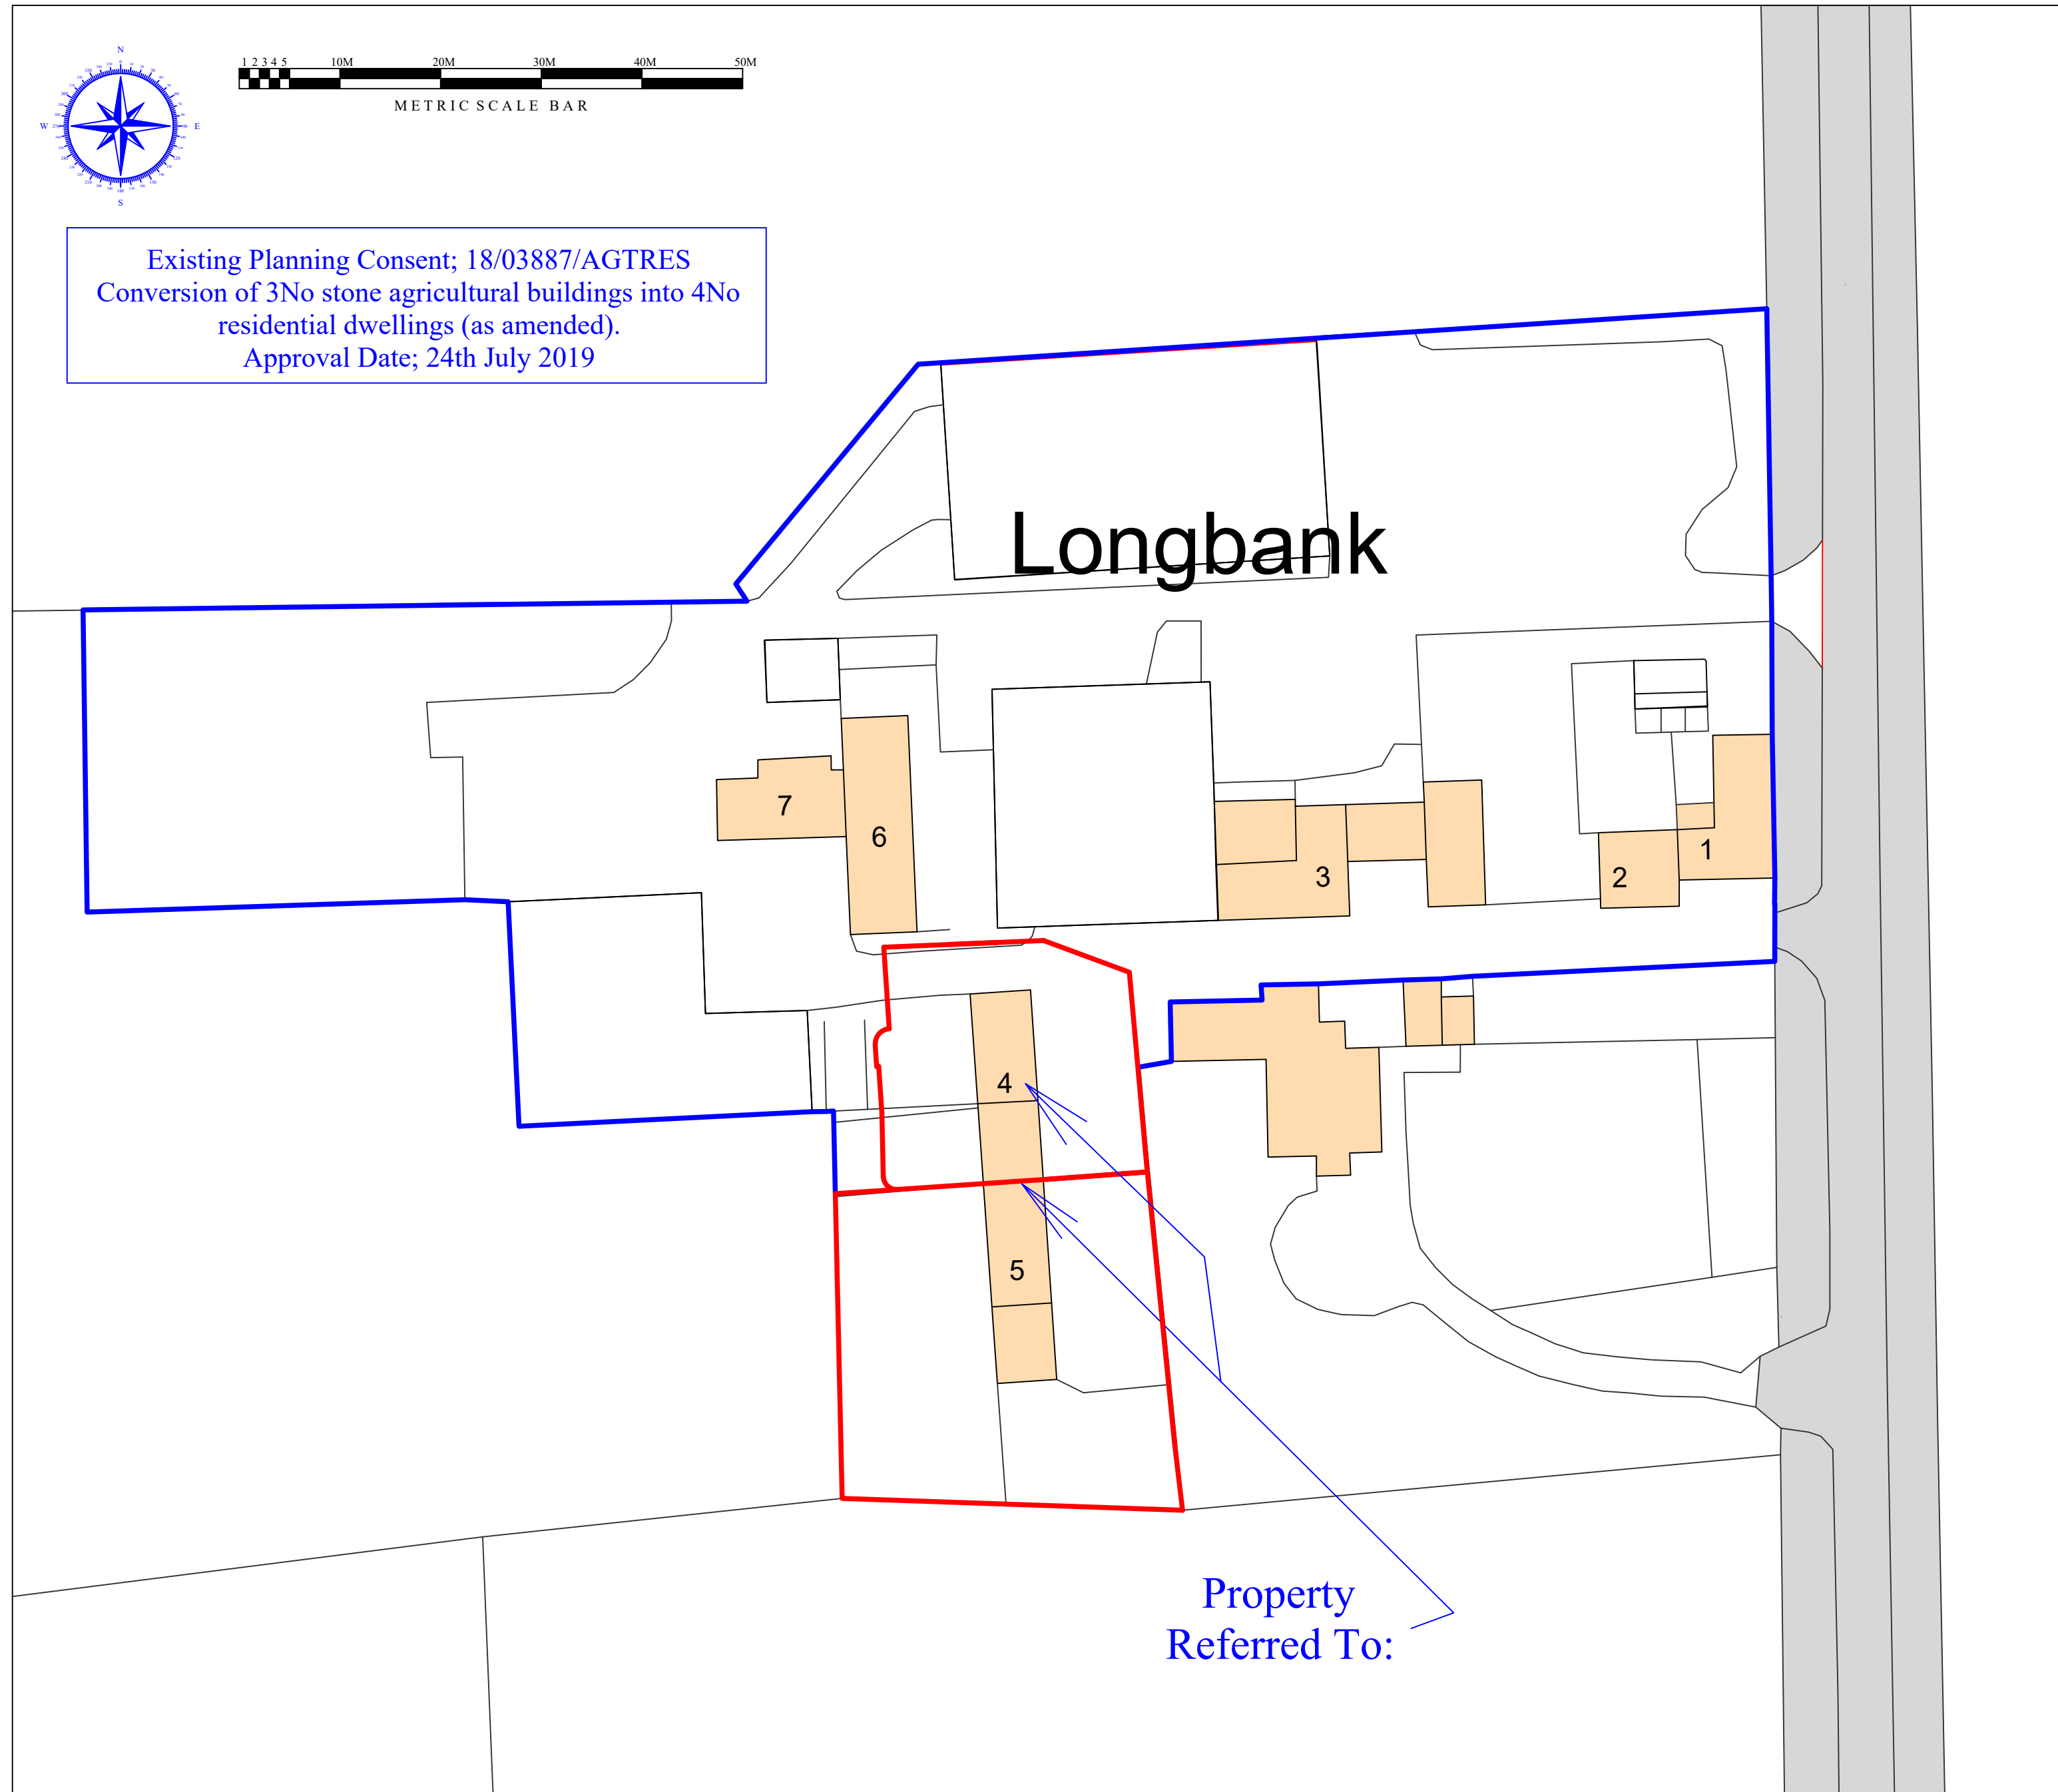 N
W
E
S
1 2 3 4 5 10M 20M 30M 40M 50M
METRIC SCALE BAR
Existing Planning Consent; 18/03887/AGTRES
Conversion of 3No stone agricultural buildings into 4No
residential dwellings (as amended).
Approval Date; 24th July 2019
Longbank
7
6
3
2
1
4
5
Property
Referred To: